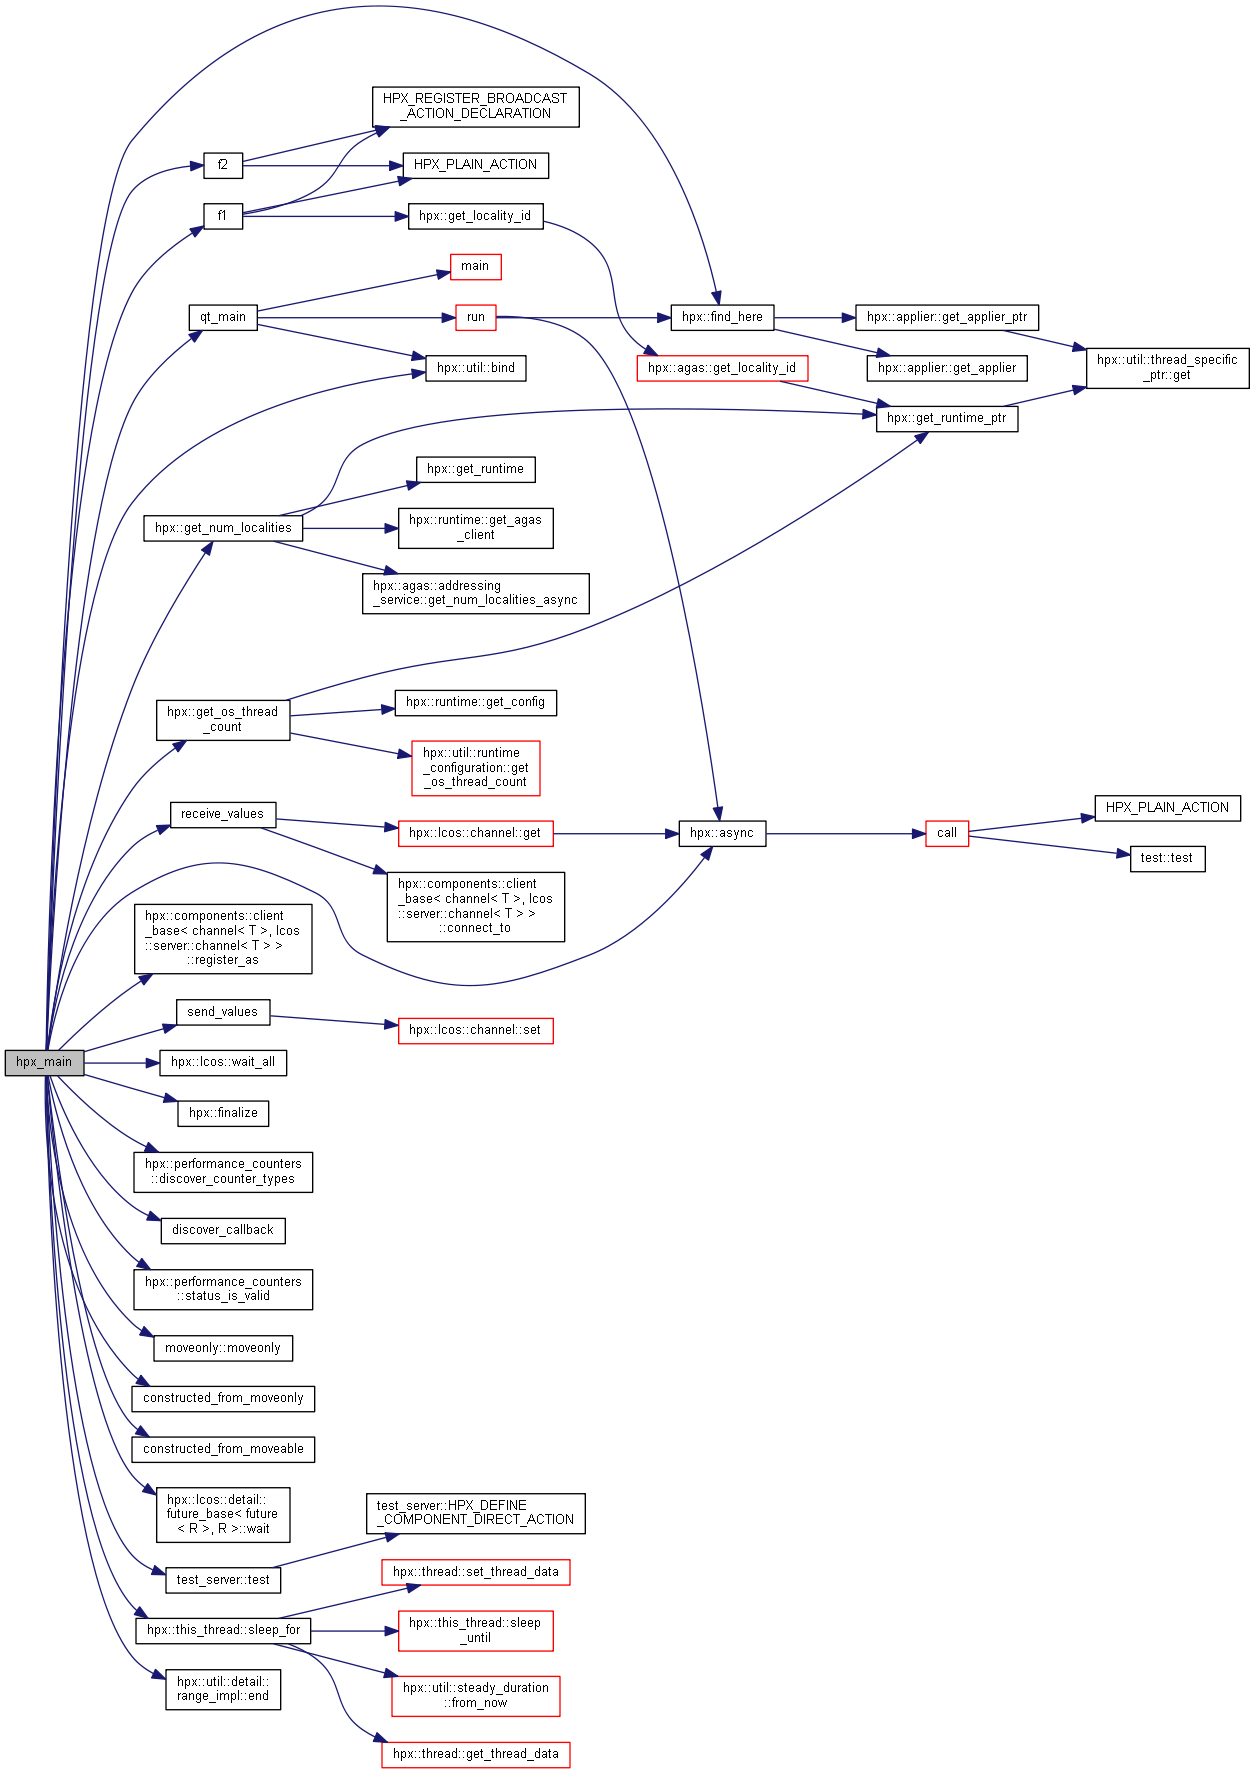 HPX_REGISTER_BROADCAST
_ACTION_DECLARATION
f2
HPX_PLAIN_ACTION
f1
hpx::get_locality_id
main
qt_main
run
hpx::find_here
hpx::applier::get_applier_ptr
hpx::util::bind
hpx::agas::get_locality_id
hpx::applier::get_applier
hpx::util::thread_specific
_ptr::get
hpx::get_runtime_ptr
hpx::get_runtime
hpx::get_num_localities
hpx::runtime::get_agas
_client
hpx::agas::addressing
_service::get_num_localities_async
hpx::get_os_thread
_count
hpx::runtime::get_config
hpx::util::runtime
_configuration::get
_os_thread_count
receive_values
hpx::lcos::channel::get
hpx::async
call
HPX_PLAIN_ACTION
test::test
hpx::components::client
_base< channel< T >, lcos
::server::channel< T > >
::connect_to
hpx::components::client
_base< channel< T >, lcos
::server::channel< T > >
::register_as
send_values
hpx::lcos::channel::set
hpx_main
hpx::lcos::wait_all
hpx::finalize
hpx::performance_counters
::discover_counter_types
discover_callback
hpx::performance_counters
::status_is_valid
moveonly::moveonly
constructed_from_moveonly
constructed_from_moveable
hpx::lcos::detail::
future_base< future
< R >, R >::wait
test_server::HPX_DEFINE
_COMPONENT_DIRECT_ACTION
test_server::test
hpx::thread::set_thread_data
hpx::this_thread::sleep_for
hpx::this_thread::sleep
_until
hpx::util::detail::
range_impl::end
hpx::util::steady_duration
::from_now
hpx::thread::get_thread_data